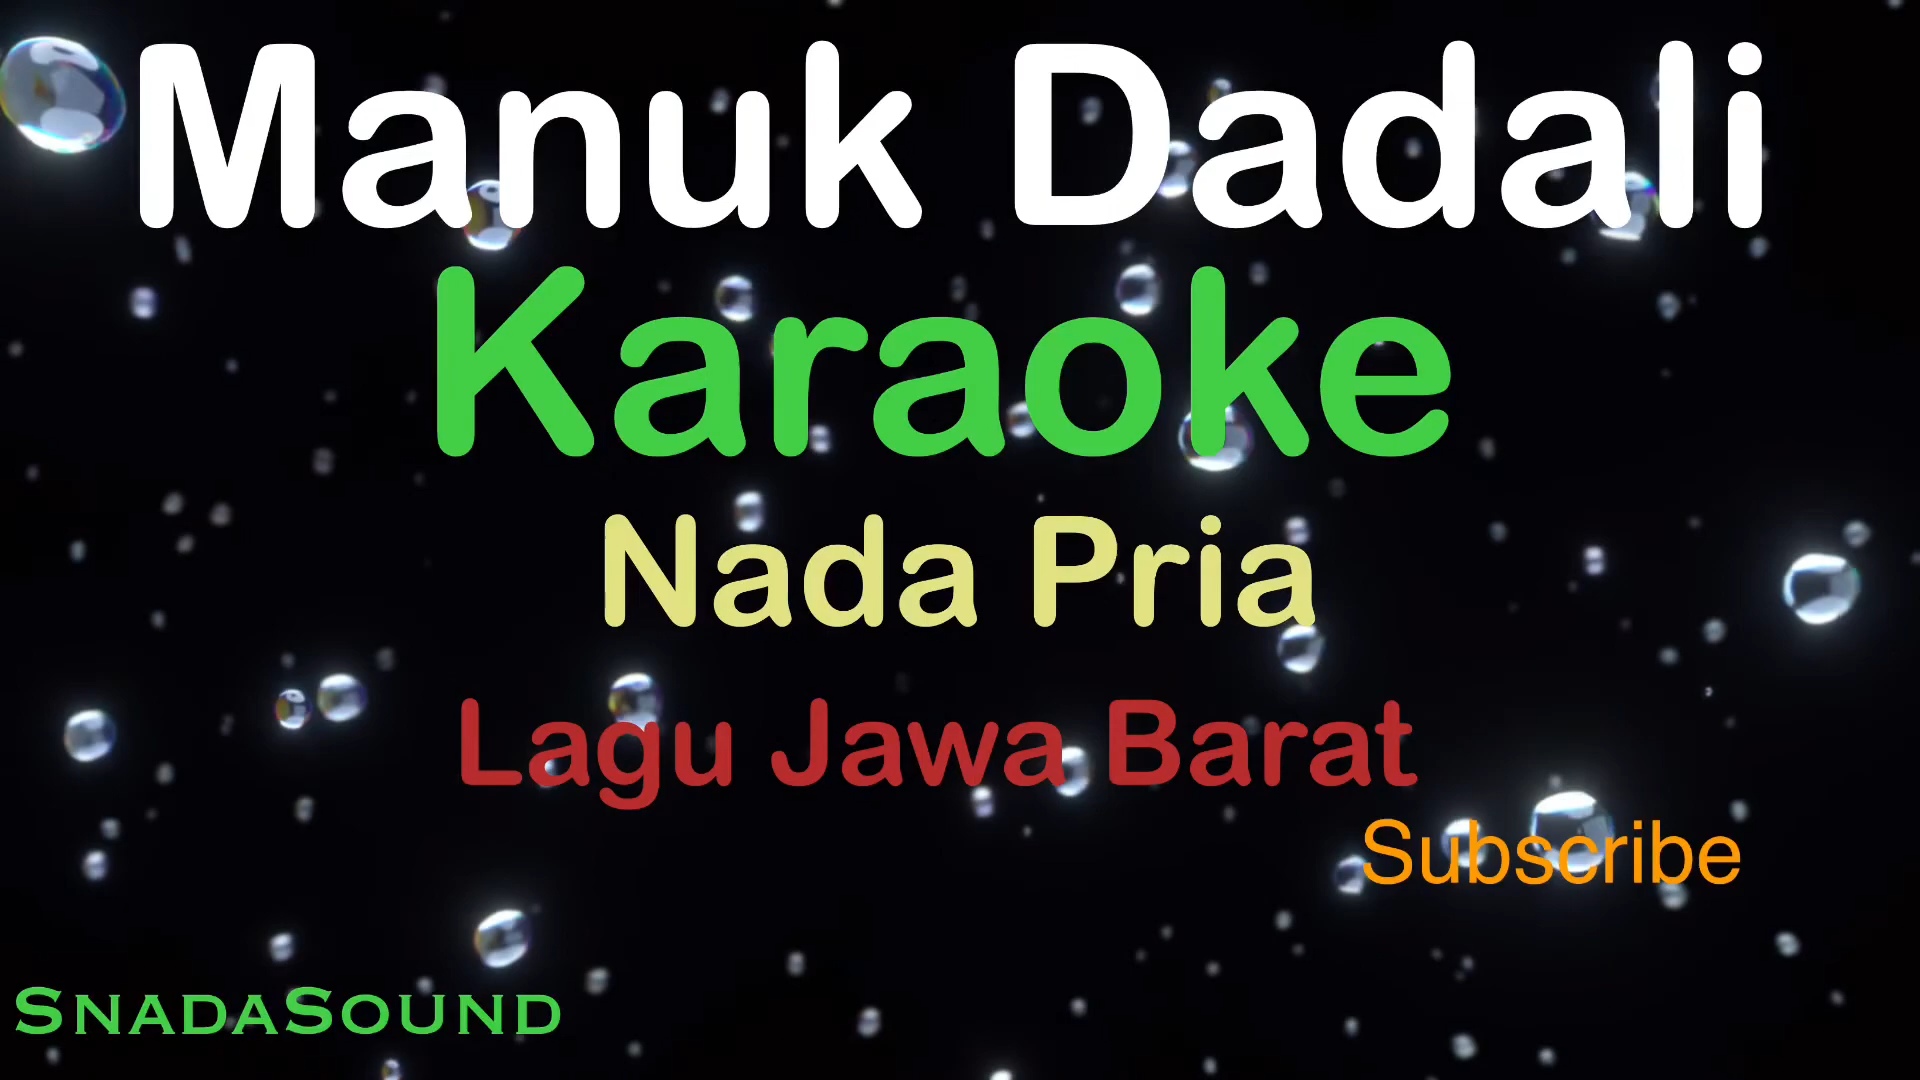 Manuk Dadali
Karaoke
Nada Pria
Lagu Jawa Barat
Subscribe
SnadaSound